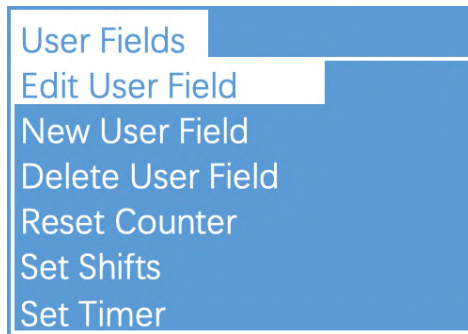 User Fields
Edit User Field
New User Field
Delete User Field
Reset Counter
Set Shifts
Set Timer